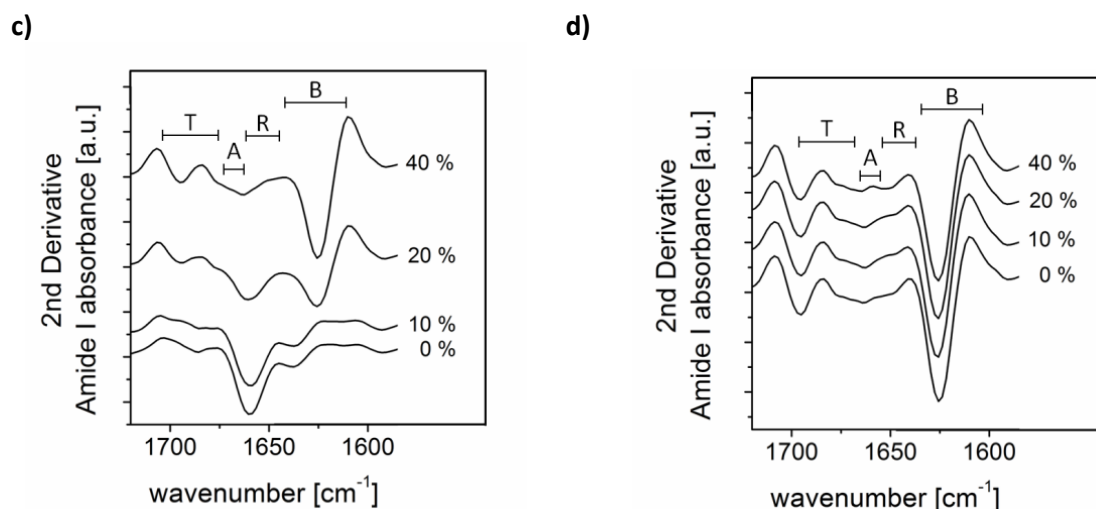 c)
T
A
R
B
40 %
20 %
10 %
0 %
2nd Derivative
Amide I absorbance [a.u.]
1700
1650
1600
wavenumber [cm⁻¹]
d)
T
A
R
B
40 %
20 %
10 %
0 %
2nd Derivative
Amide I absorbance [a.u.]
1700
1650
1600
wavenumber [cm⁻¹]